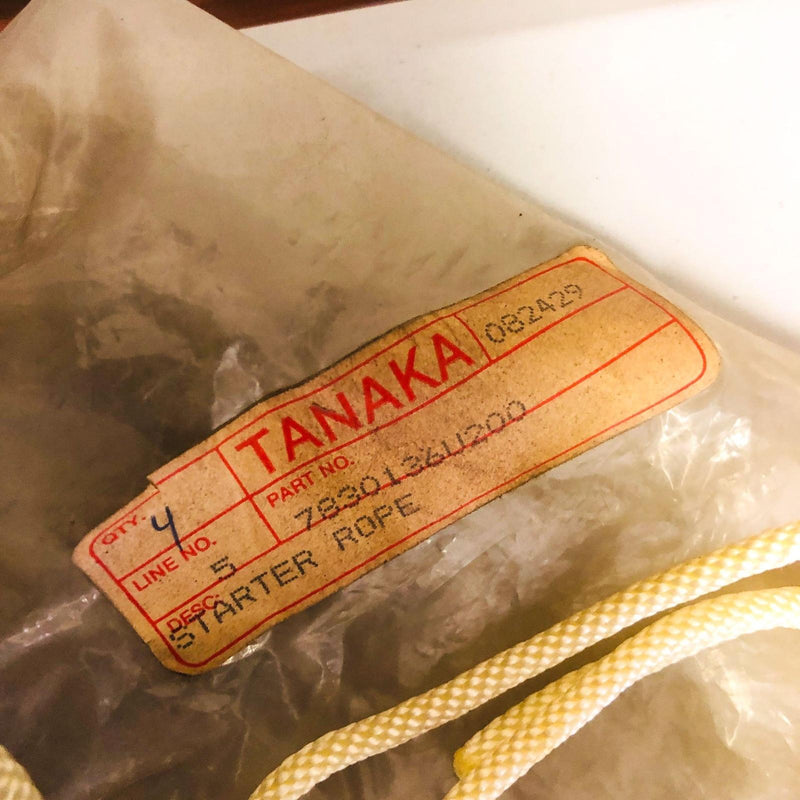 TANAKA 082429
QTY. 4
PART NO. 7830136U200
LINE NO. 5
DESC.
STARTER ROPE